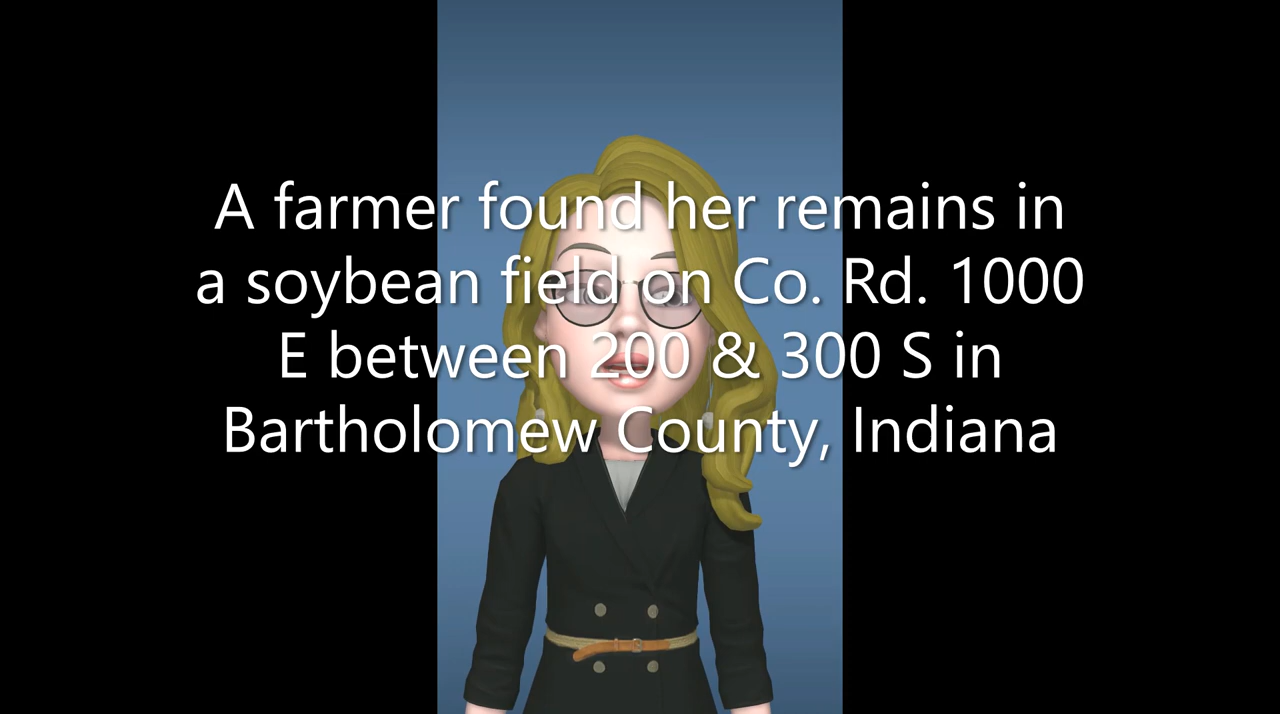 A farmer found her remains in
a soybean field on Co. Rd. 1000
E between 200 & 300 S in
Bartholomew County, Indiana